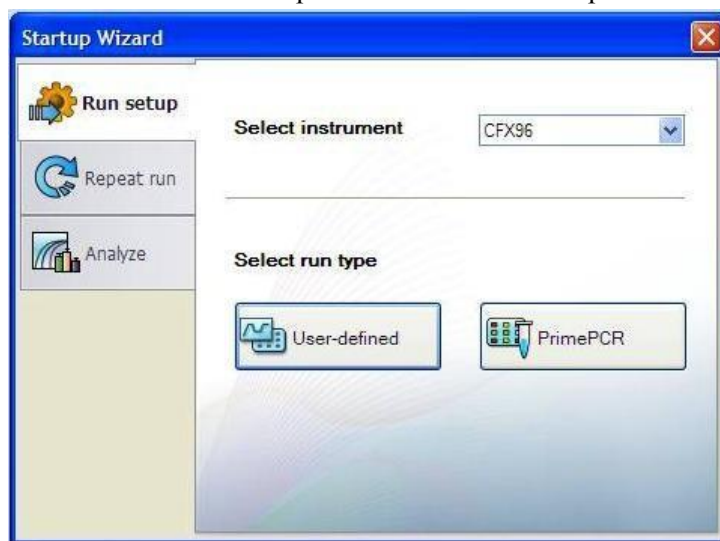 Startup Wizard
Run setup
Select instrument
CFX96
Repeat run
Analyze
Select run type
User-defined
PrimePCR